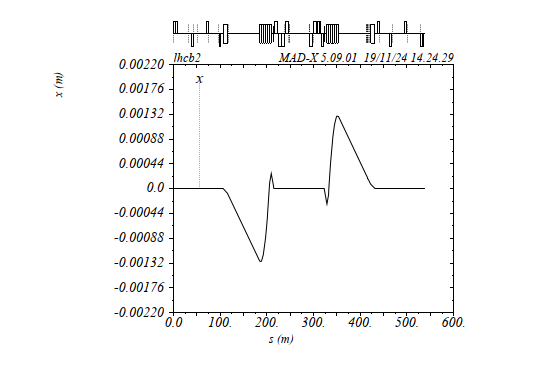 lhcb2 MAD-X 5.09.01 19/11/24 14.24.29
0.00220
x
0.00176
0.00132
0.00088
0.00044
0.0
-0.00044
-0.00088
-0.00132
-0.00176
-0.00220
0.0 100. 200. 300. 400. 500. 600.
s (m)
x (m)